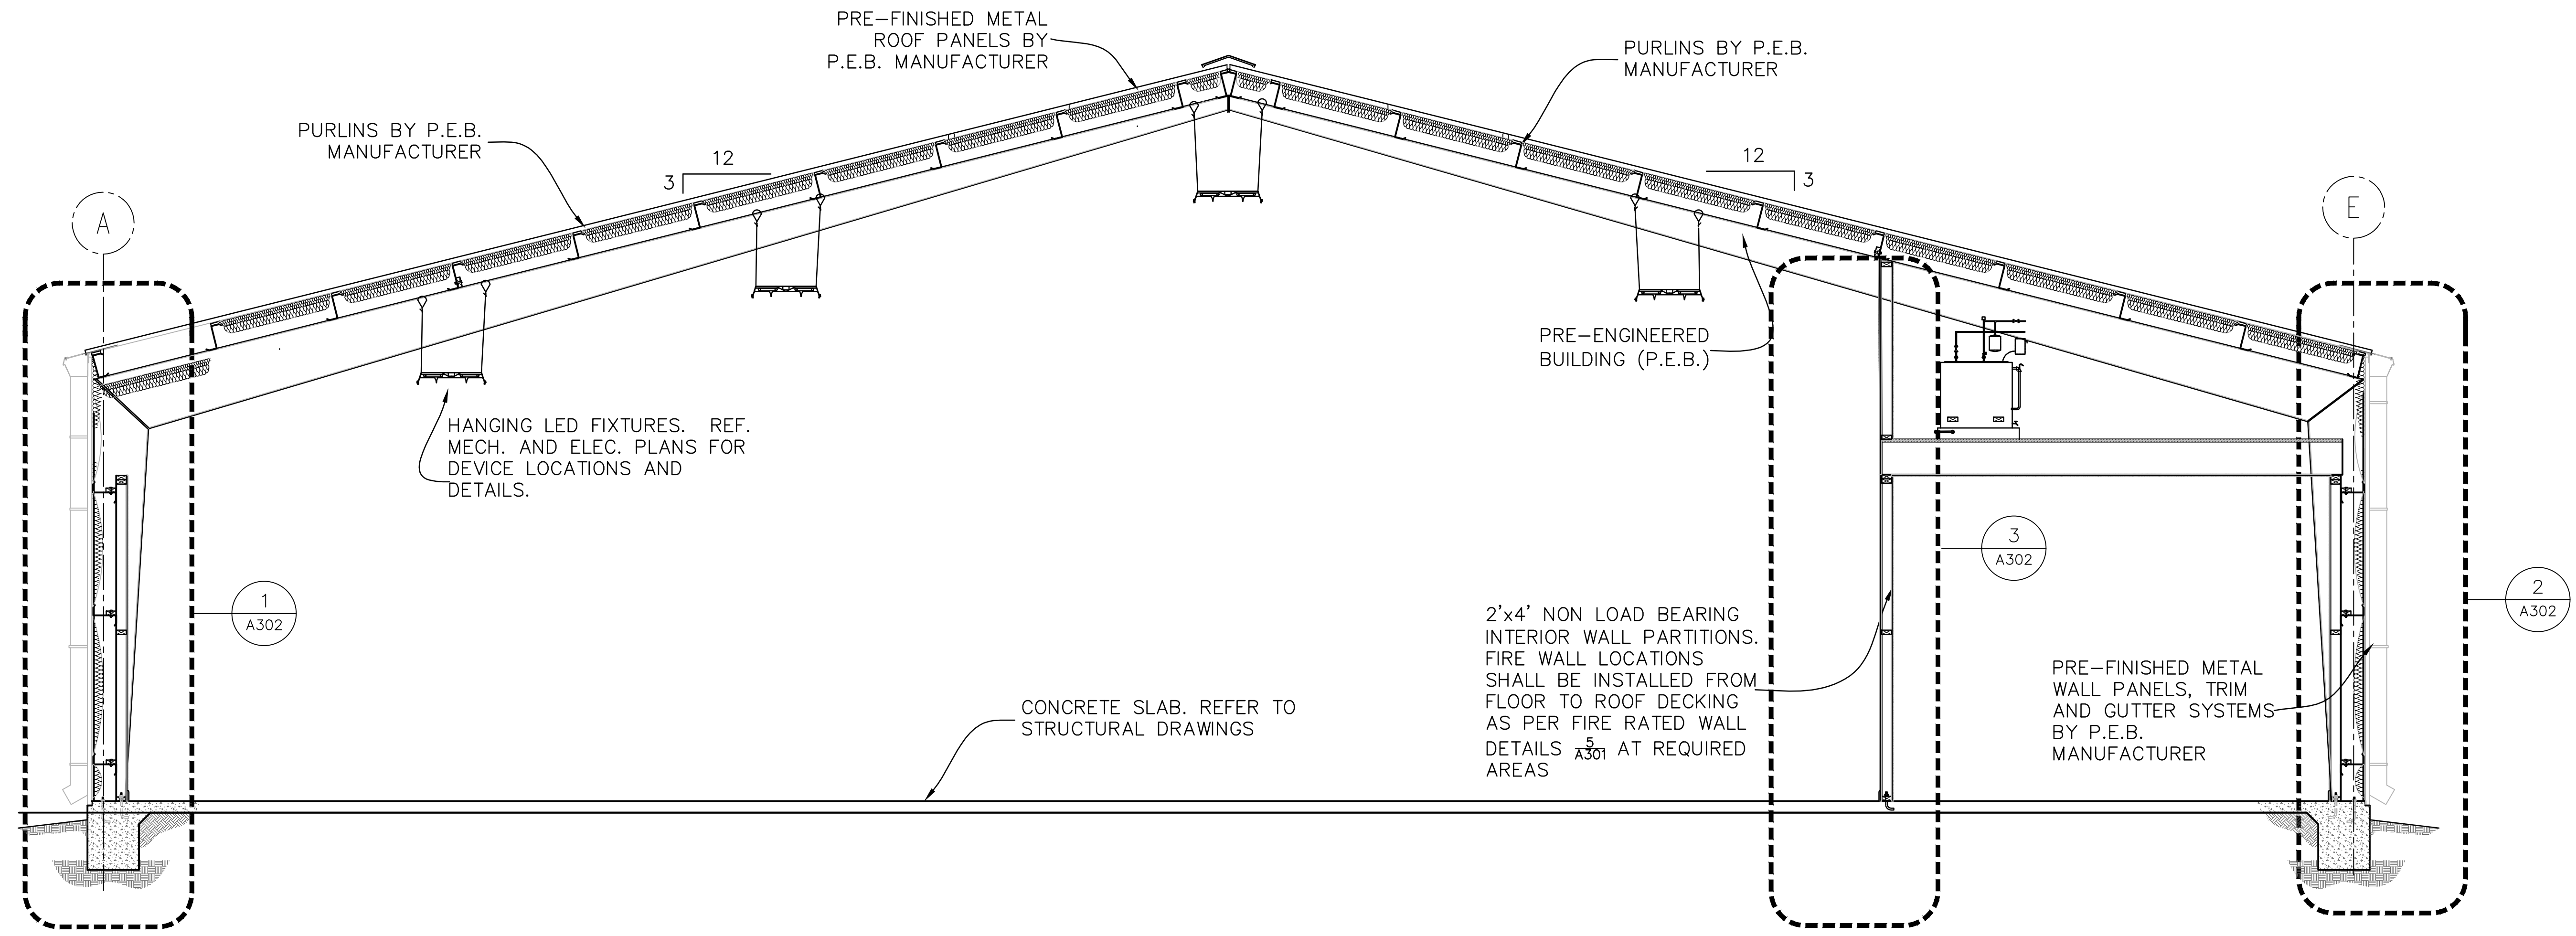 PRE-FINISHED METAL
ROOF PANELS BY
P.E.B. MANUFACTURER
PURLINS BY P.E.B.
MANUFACTURER
PURLINS BY P.E.B.
MANUFACTURER
12
3
12
3
A
E
PRE-ENGINEERED
BUILDING (P.E.B.)
HANGING LED FIXTURES. REF.
MECH. AND ELEC. PLANS FOR
DEVICE LOCATIONS AND
DETAILS.
3
A302
1
A302
2
A302
2'x4' NON LOAD BEARING
INTERIOR WALL PARTITIONS.
FIRE WALL LOCATIONS
SHALL BE INSTALLED FROM
FLOOR TO ROOF DECKING
AS PER FIRE RATED WALL
DETAILS 5/A301 AT REQUIRED
AREAS
PRE-FINISHED METAL
WALL PANELS, TRIM
AND GUTTER SYSTEMS
BY P.E.B.
MANUFACTURER
CONCRETE SLAB. REFER TO
STRUCTURAL DRAWINGS